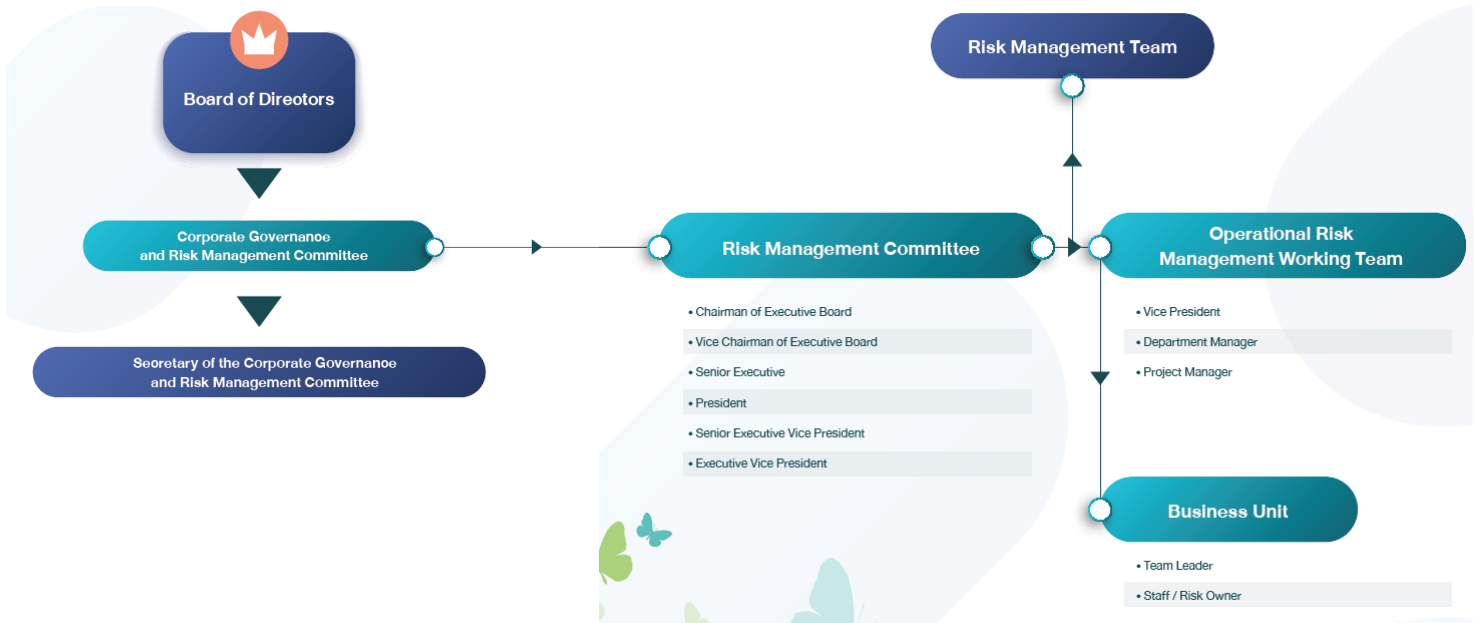 Board of Direotors
Corporate Governanoe
and Risk Management Committee
Seoretary of the Corporate Governanoe
and Risk Management Committee
Risk Management Committee
• Chairman of Executive Board
• Vice Chairman of Executive Board
• Senior Executive
• President
• Senior Executive Vice President
• Executive Vice President
Risk Management Team
Operational Risk
Management Working Team
• Vice President
• Department Manager
• Project Manager
Business Unit
• Team Leader
• Staff / Risk Owner